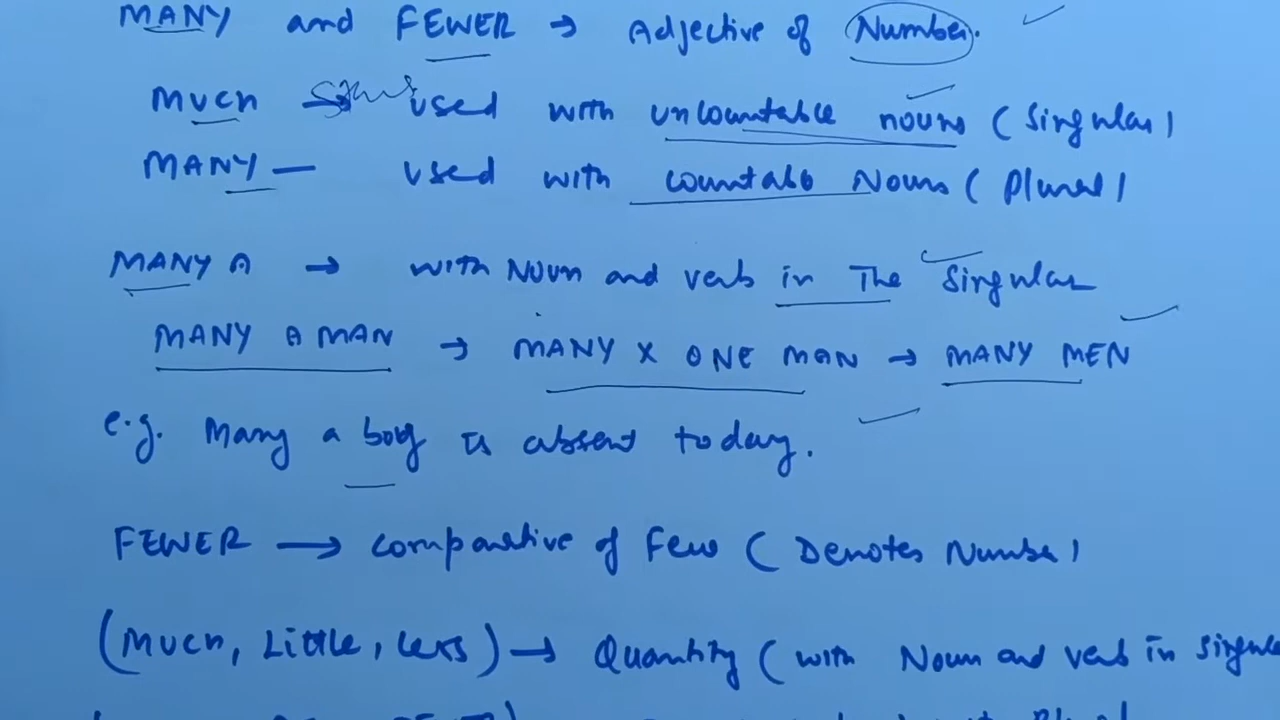 MANY and FEWER → Adjective of Number.
MUCH → used with uncountable nouns (Singular)
MANY — used with countable Nouns (Plural)
MANY A → with Noun and verb in The Singular
MANY A MAN → MANY X ONE MAN → MANY MEN
e.g. Many a boy is absent today.
FEWER → comparative of Few (Denotes Number)
(Much, Little, less) → Quantity (with Noun and verb in singula